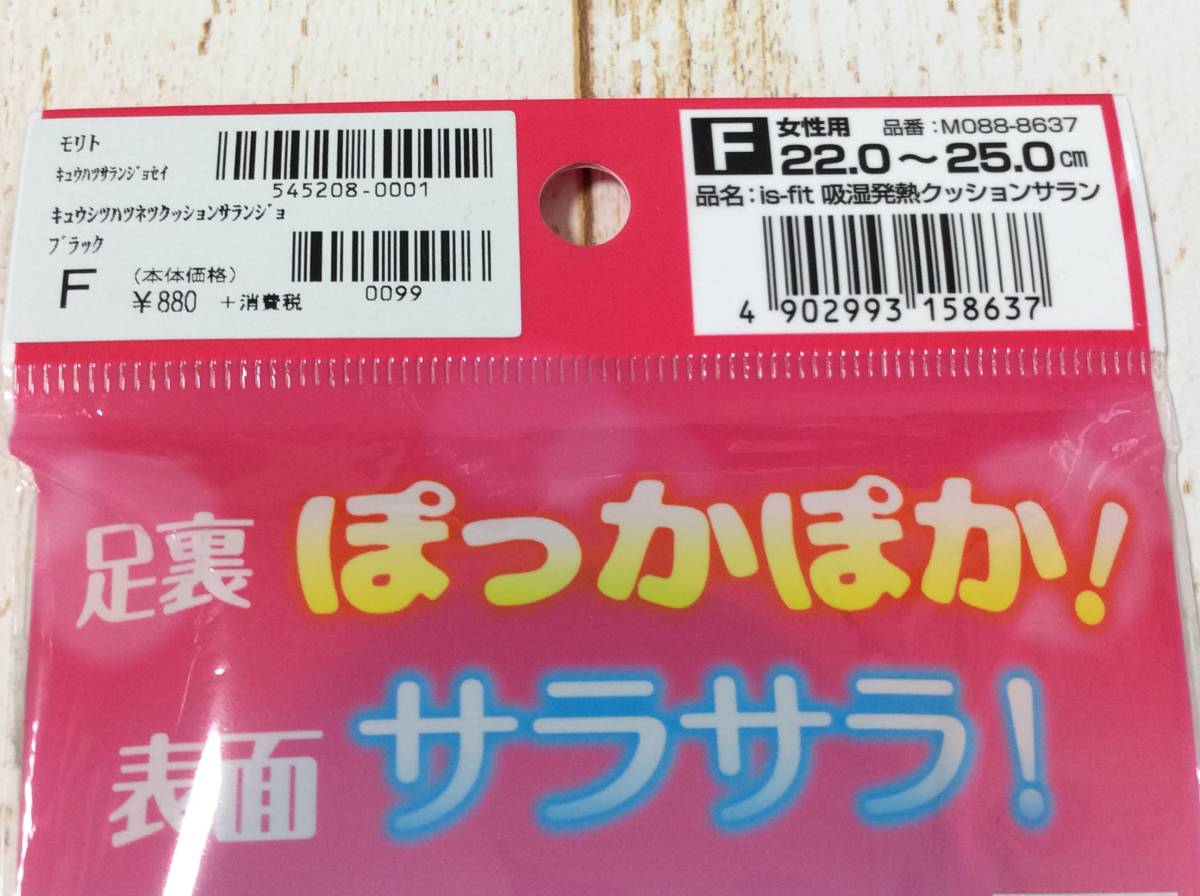 モリト
ｷｭｳﾊﾂサランｼﾞｮセイ
545208-0001
ｷｭｳｼﾂﾊﾂﾈﾂｸｯｼｮﾝｻﾗﾝｼﾞｮ
ﾌﾞﾗｯｸ
F (本体価格)
¥880 +消費税
0099
F 女性用 品番:M088-8637
22.0～25.0cm
品名:is-fit 吸湿発熱クッションサラン
4 902993 158637
足裏 ぽっかぽか!
表面 サラサラ!